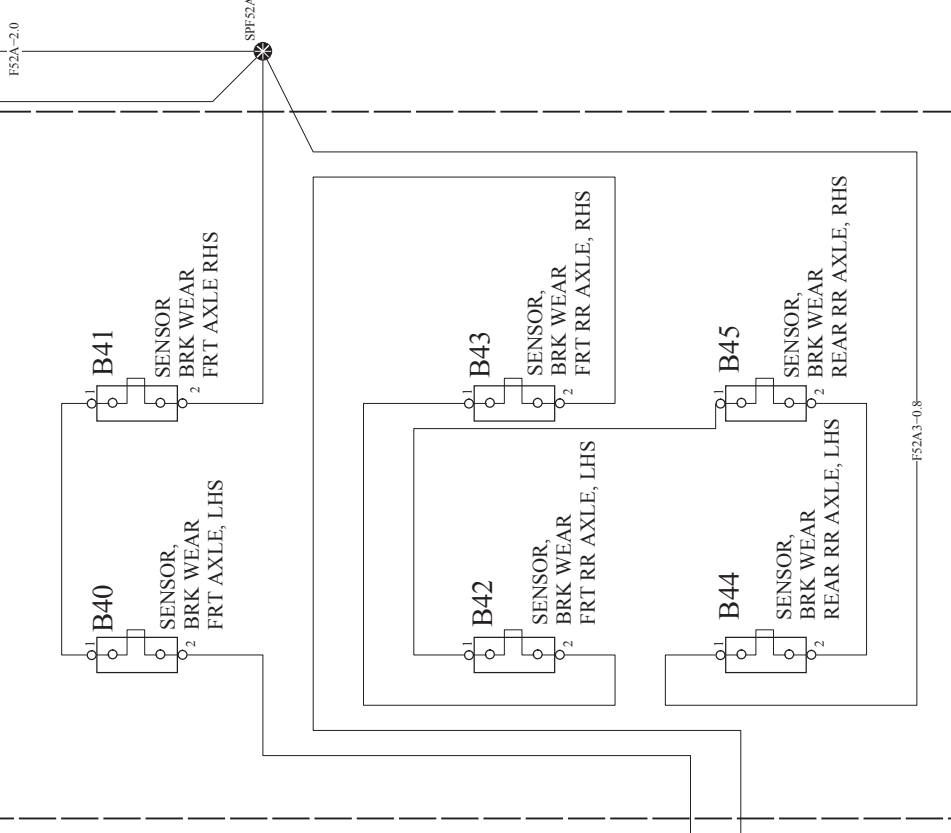 F52A-2.0
SPF52A
B41
1
2
SENSOR
BRK WEAR
FRT AXLE RHS
B43
1
2
SENSOR,
BRK WEAR
FRT RR AXLE, RHS
B45
1
2
SENSOR,
BRK WEAR
REAR RR AXLE, RHS
F52A3-0.8
B40
1
2
SENSOR,
BRK WEAR
FRT AXLE, LHS
B42
1
2
SENSOR,
BRK WEAR
FRT RR AXLE, LHS
B44
1
2
SENSOR,
BRK WEAR
REAR RR AXLE, LHS